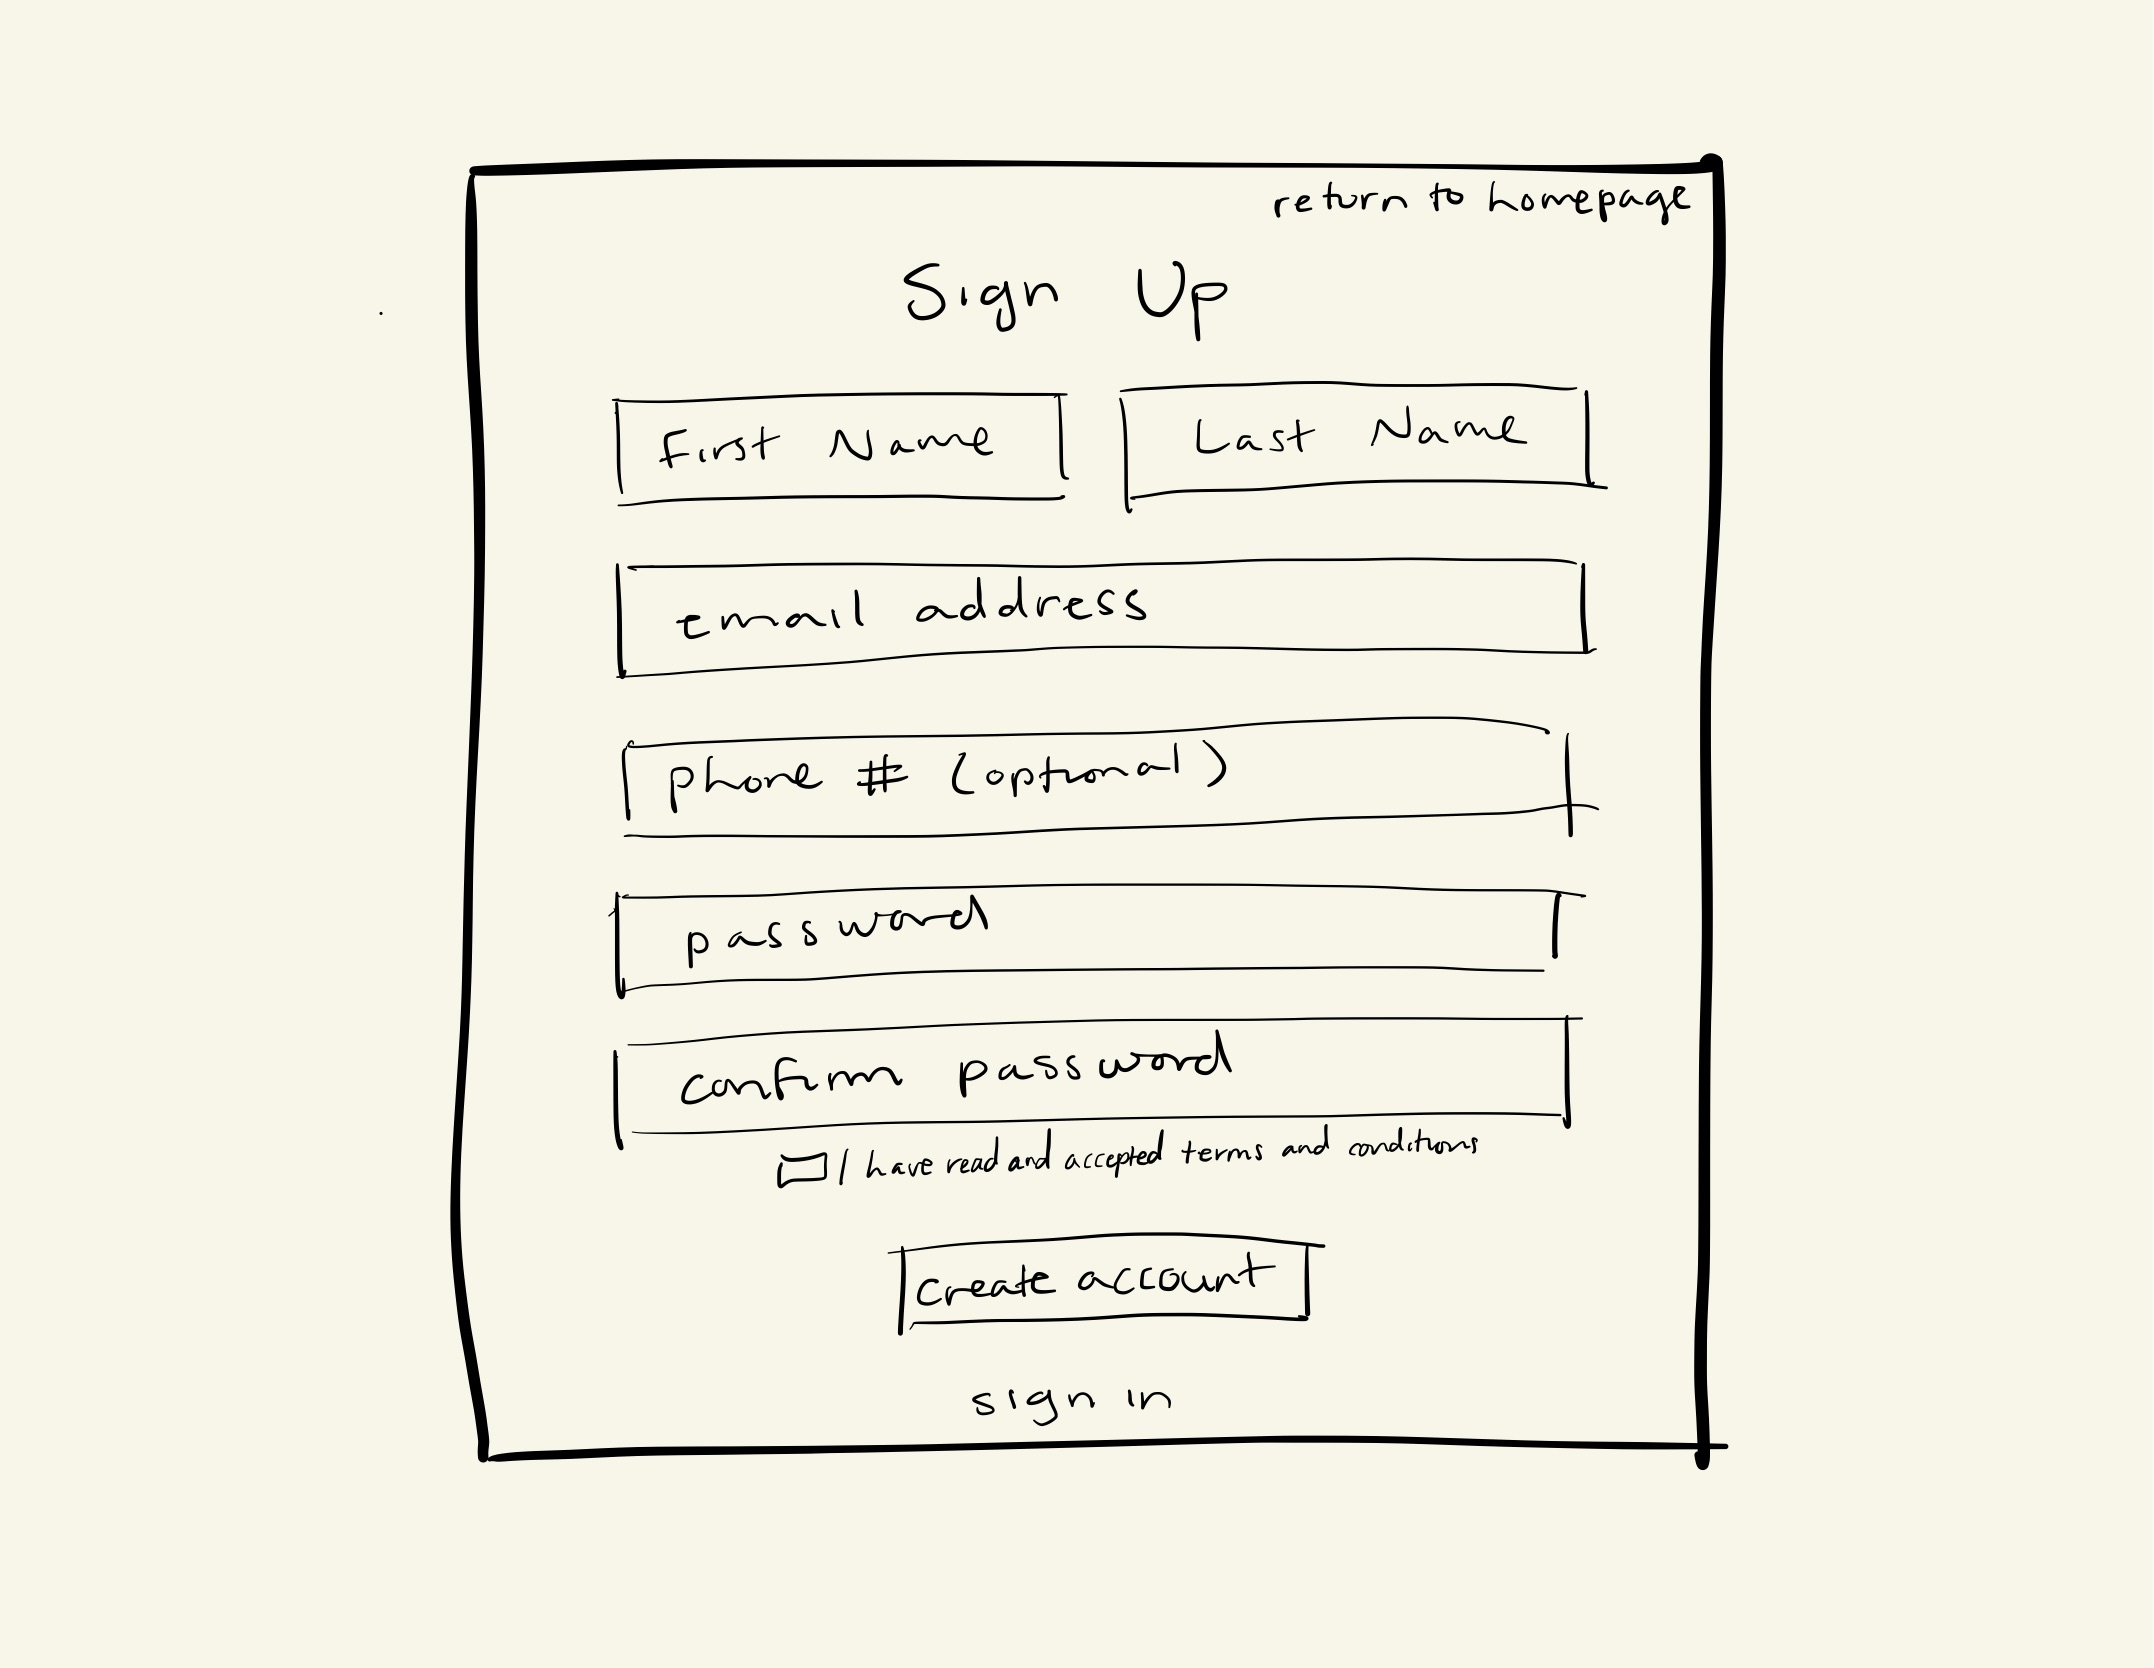 return to homepage
Sign Up
First Name
Last Name
email address
phone # (optional)
password
confirm password
I have read and accepted terms and conditions
create account
sign in